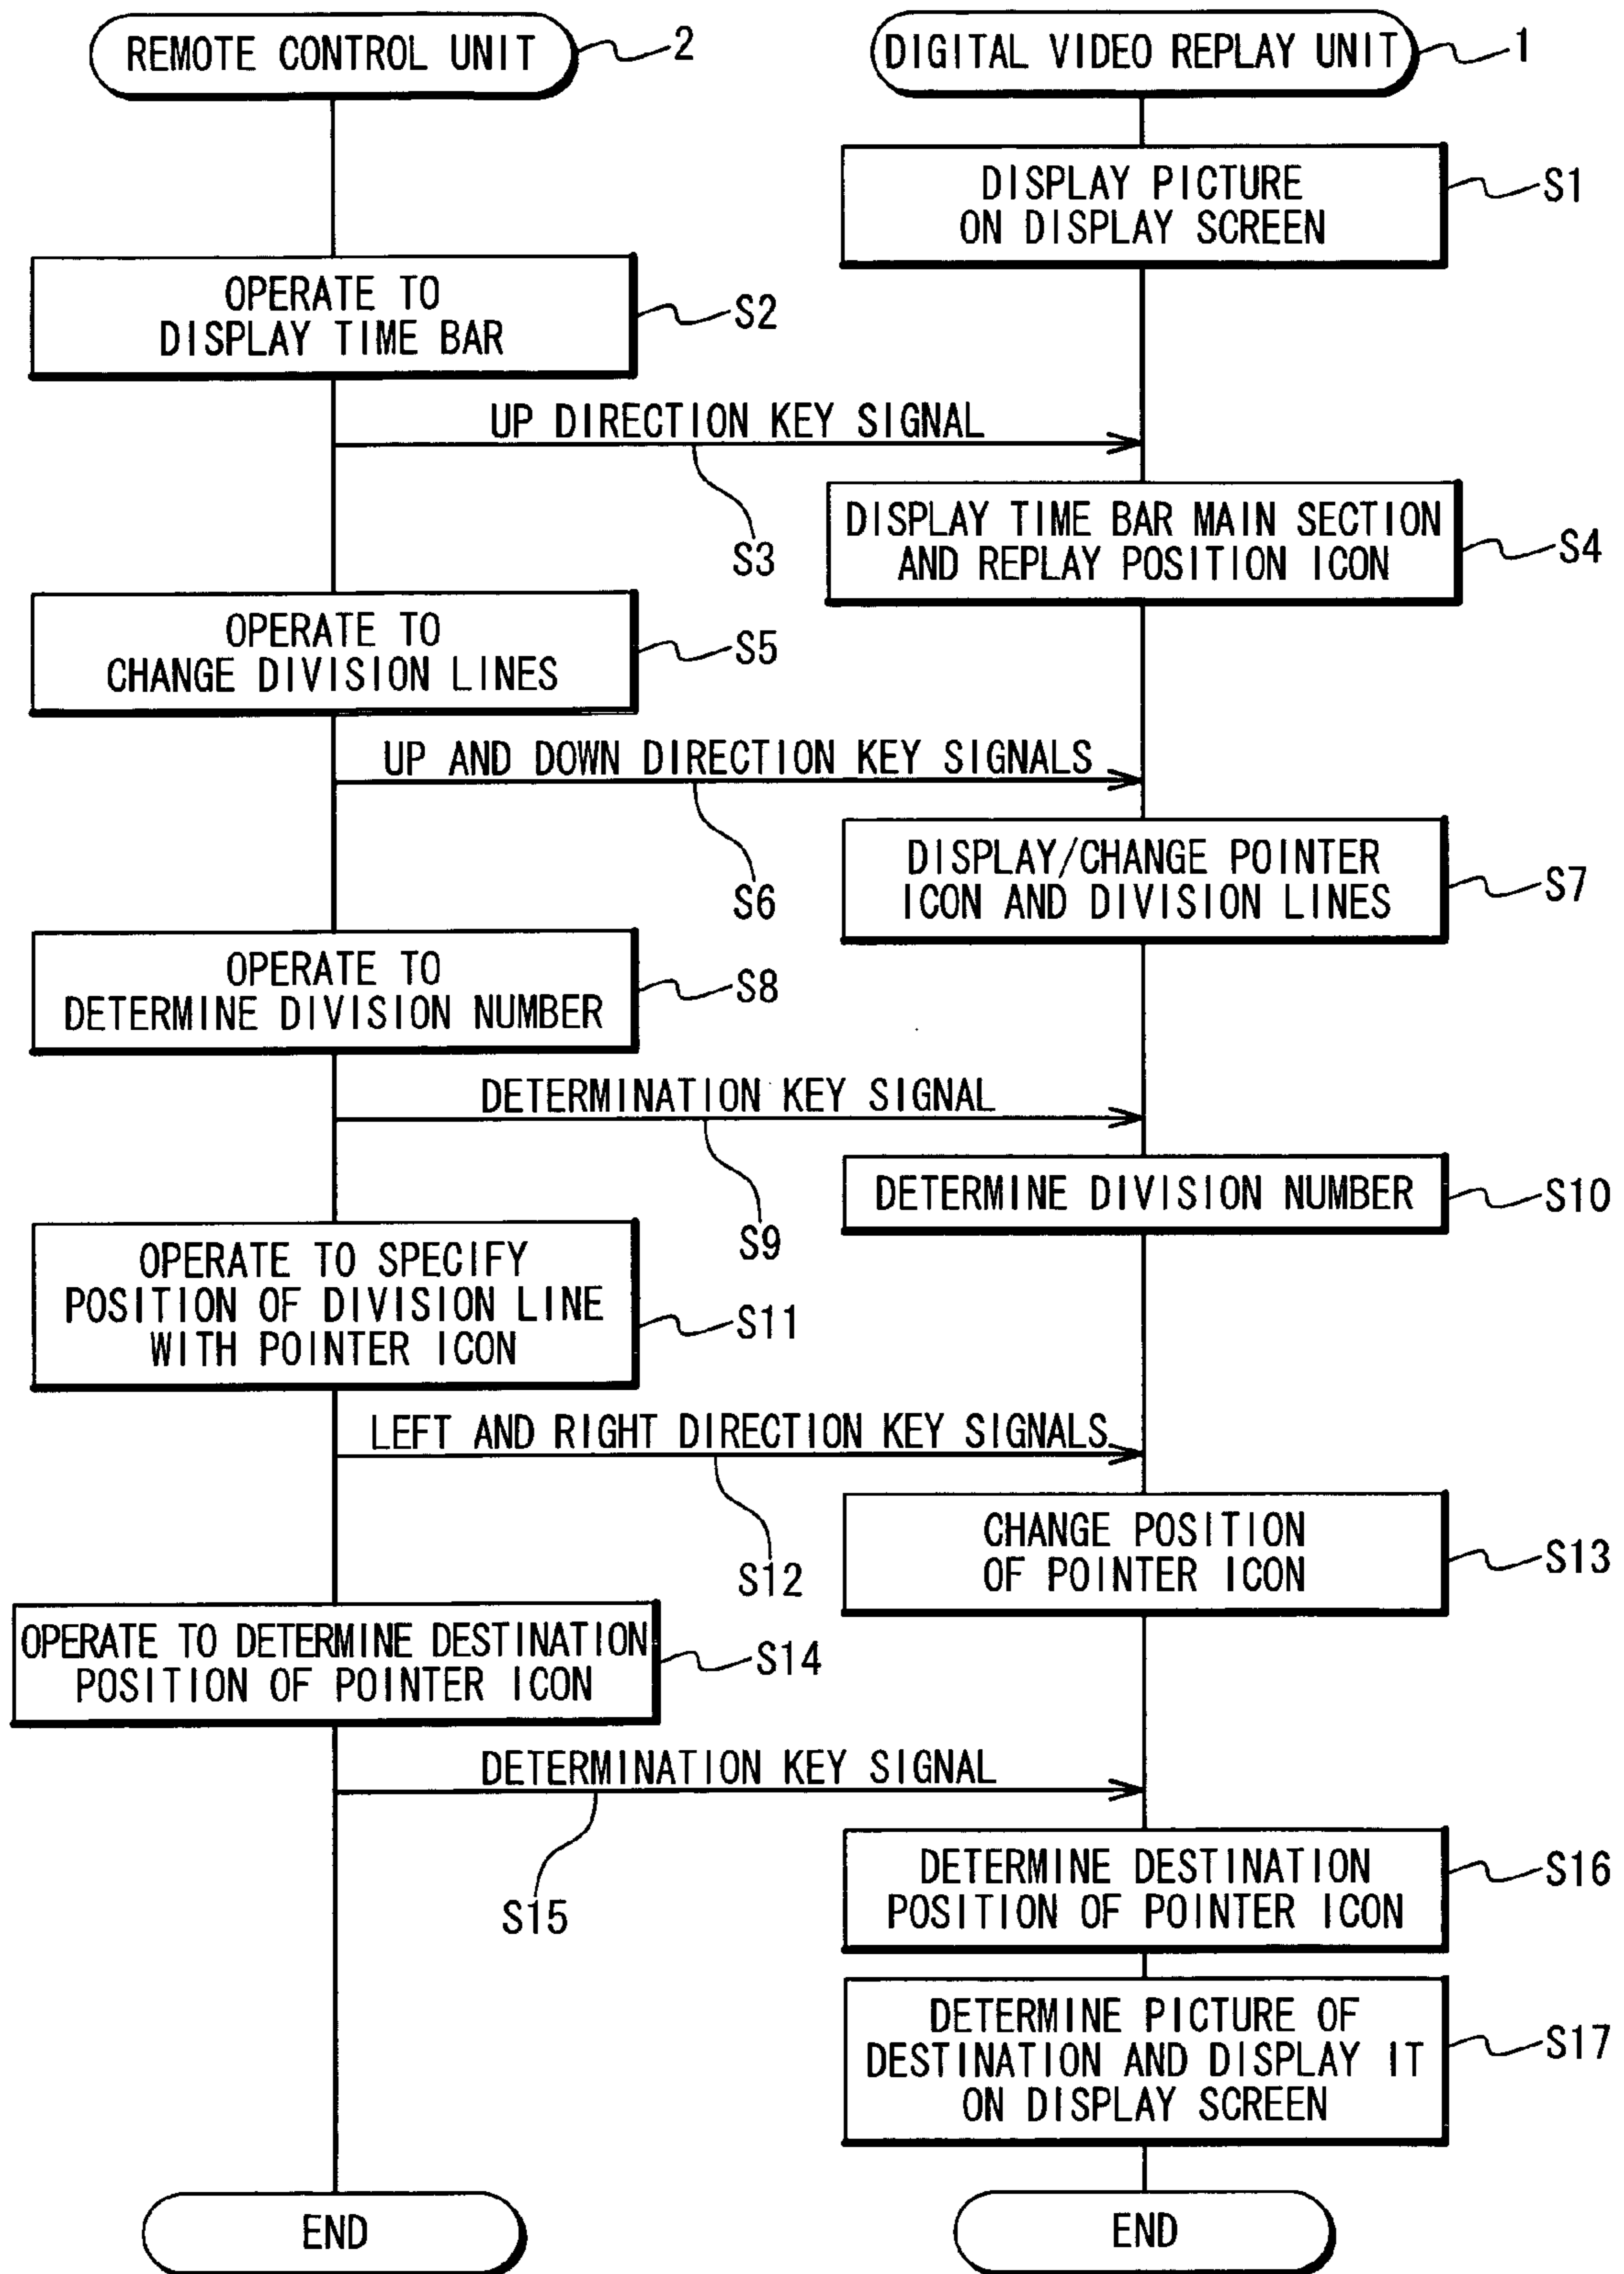 REMOTE CONTROL UNIT
2
DIGITAL VIDEO REPLAY UNIT
1
DISPLAY PICTURE
ON DISPLAY SCREEN
S1
OPERATE TO
DISPLAY TIME BAR
S2
UP DIRECTION KEY SIGNAL
S3
DISPLAY TIME BAR MAIN SECTION
AND REPLAY POSITION ICON
S4
OPERATE TO
CHANGE DIVISION LINES
S5
UP AND DOWN DIRECTION KEY SIGNALS
S6
DISPLAY/CHANGE POINTER
ICON AND DIVISION LINES
S7
OPERATE TO
DETERMINE DIVISION NUMBER
S8
DETERMINATION KEY SIGNAL
S9
DETERMINE DIVISION NUMBER
S10
OPERATE TO SPECIFY
POSITION OF DIVISION LINE
WITH POINTER ICON
S11
LEFT AND RIGHT DIRECTION KEY SIGNALS
S12
CHANGE POSITION
OF POINTER ICON
S13
OPERATE TO DETERMINE DESTINATION
POSITION OF POINTER ICON
S14
DETERMINATION KEY SIGNAL
S15
DETERMINE DESTINATION
POSITION OF POINTER ICON
S16
DETERMINE PICTURE OF
DESTINATION AND DISPLAY IT
ON DISPLAY SCREEN
S17
END
END